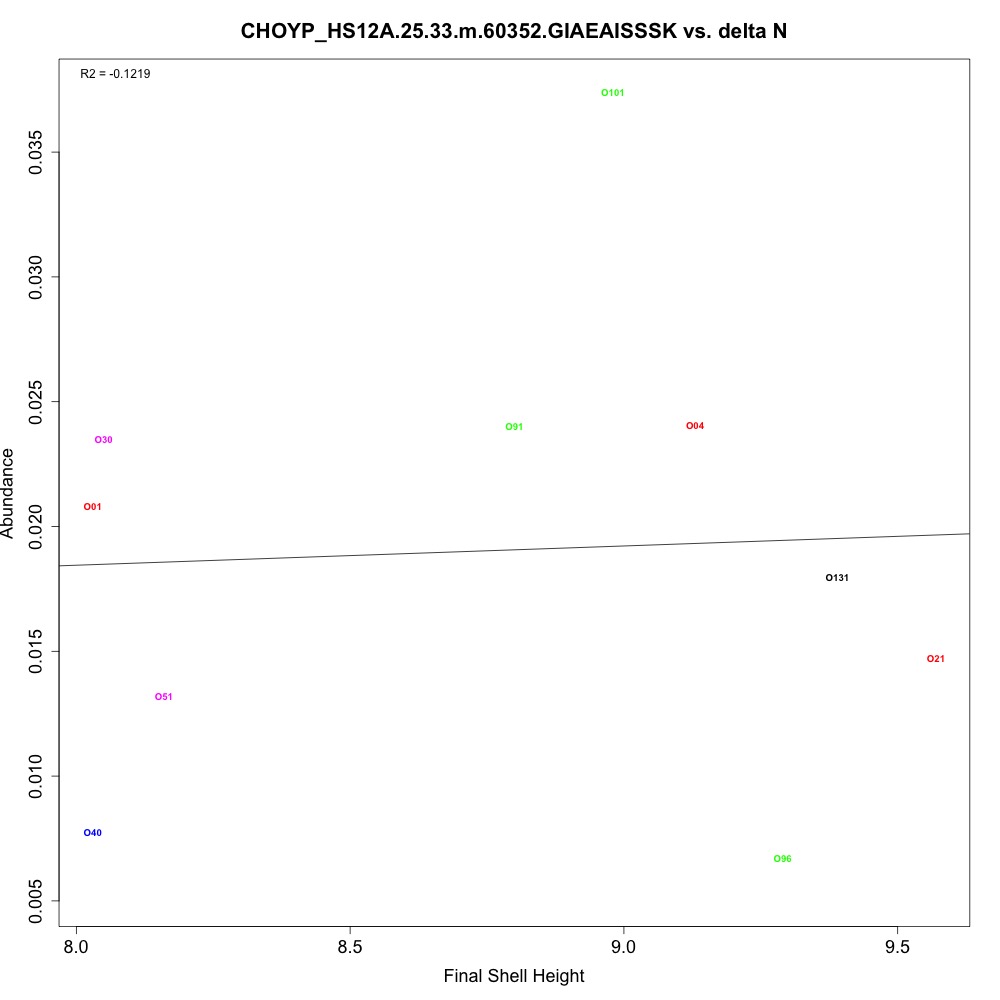 CHOYP_HS12A.25.33.m.60352.GIAEAISSSK vs. delta N
R2 = -0.1219
O101
0.035
0.030
0.025
O91
O04
O30
O01
0.020
O131
0.015
O21
O51
0.010
O40
O96
0.005
Abundance
8.0 8.5 9.0 9.5
Final Shell Height